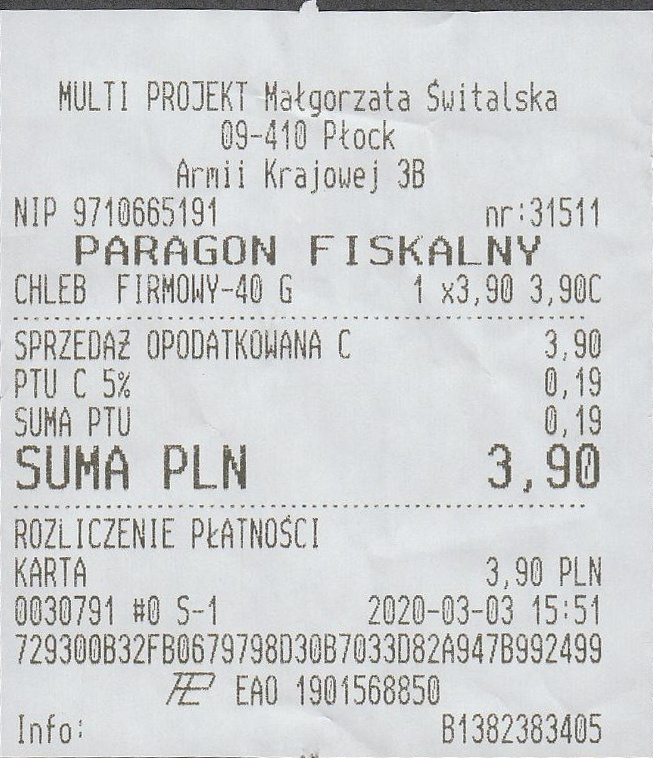 MULTI PROJEKT Małgorzata Świtalska
09-410 Płock
Armii Krajowej 3B
NIP 9710665191 nr:31511
PARAGON FISKALNY
CHLEB FIRMOWY-40 G 1 x3,90 3,90C
SPRZEDAŻ OPODATKOWANA C 3,90
PTU C 5% 0,19
SUMA PTU 0,19
SUMA PLN 3,90
ROZLICZENIE PŁATNOŚCI
KARTA 3,90 PLN
0030791 #0 S-1 2020-03-03 15:51
729300B32FB0679798D30B7033D82A947B992499
EAO 1901568850
Info: B1382383405